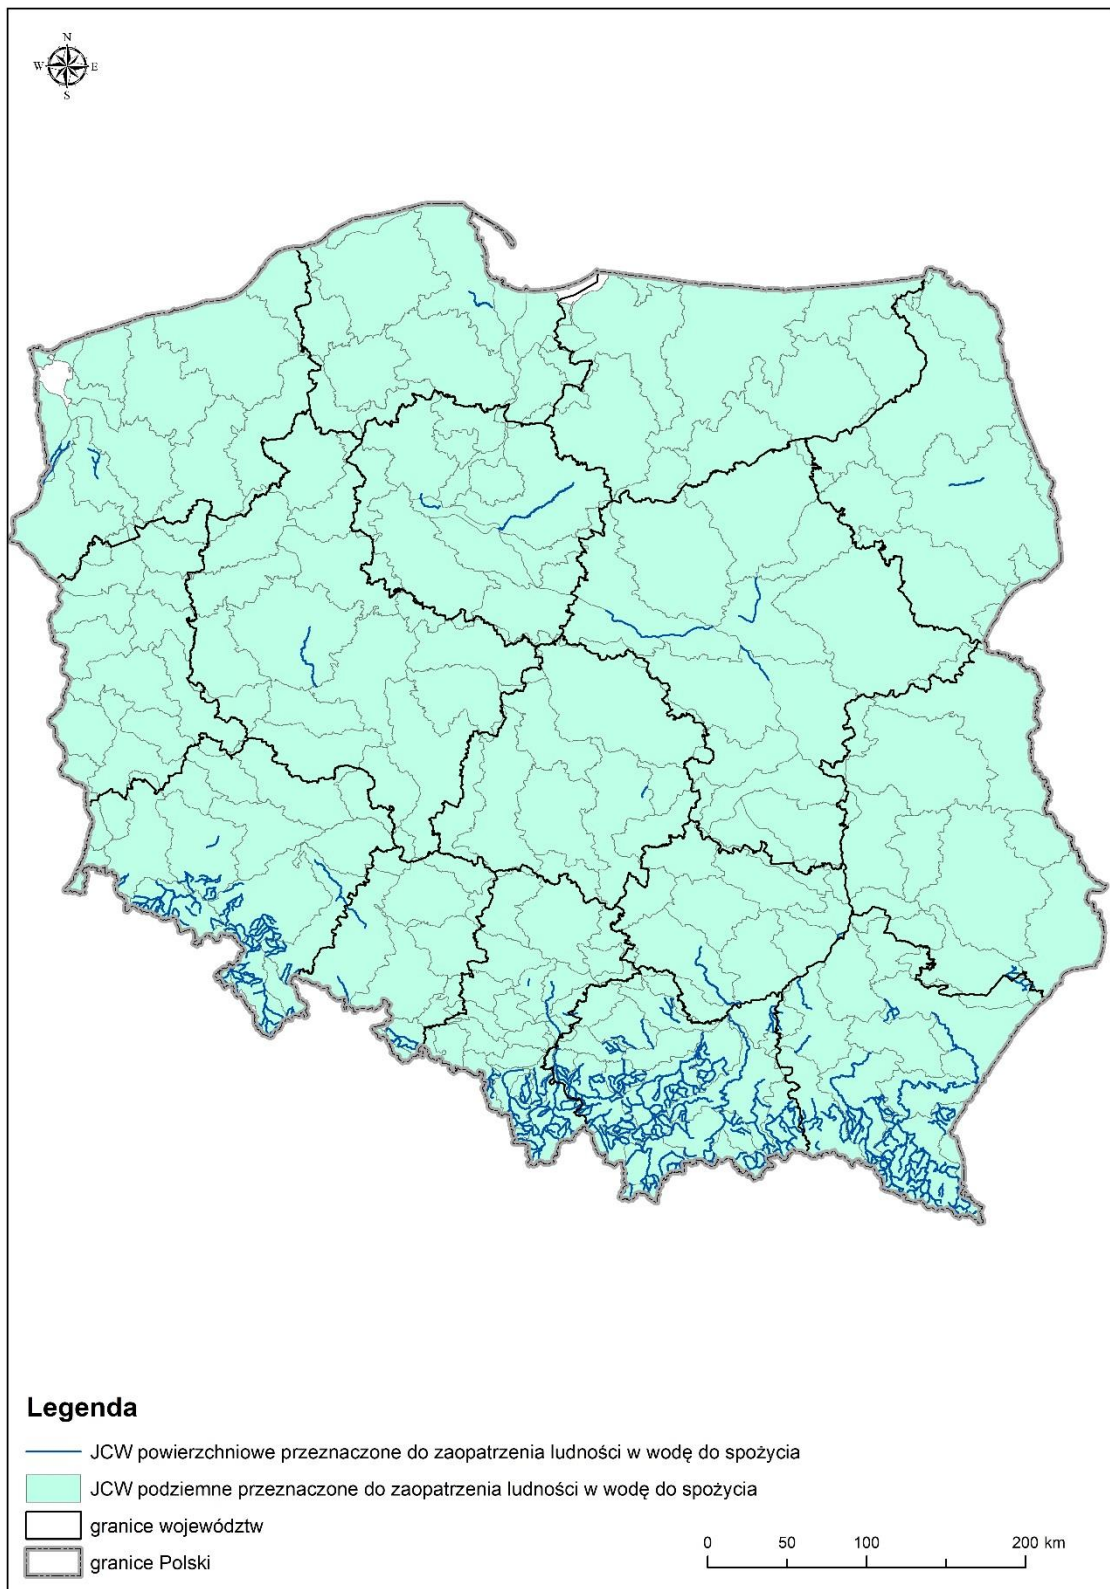 N
W E
S
Legenda
JCW powierzchniowe przeznaczone do zaopatrzenia ludności w wodę do spożycia
JCW podziemne przeznaczone do zaopatrzenia ludności w wodę do spożycia
granice województw
granice Polski
0 50 100 200 km